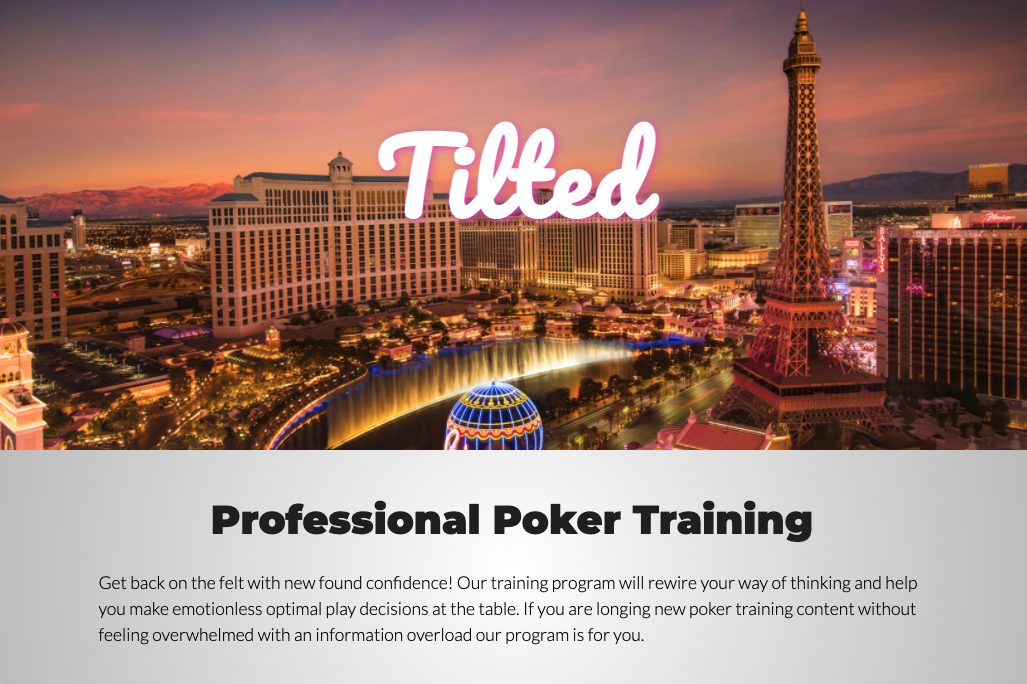 Tilted
Professional Poker Training
Get back on the felt with new found confidence! Our training program will rewire your way of thinking and help
you make emotionless optimal play decisions at the table. If you are longing new poker training content without
feeling overwhelmed with an information overload our program is for you.